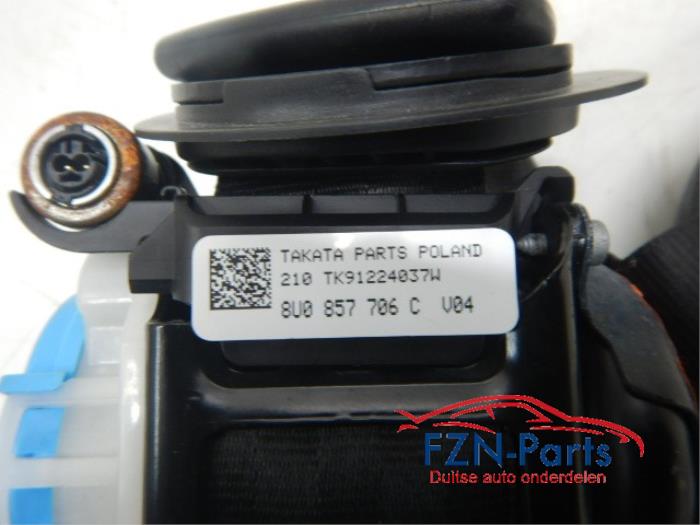 TAKATA PARTS POLAND
210 TK91224037W
8U0 857 706 C V04
FZN-Parts
Duitse auto onderdelen